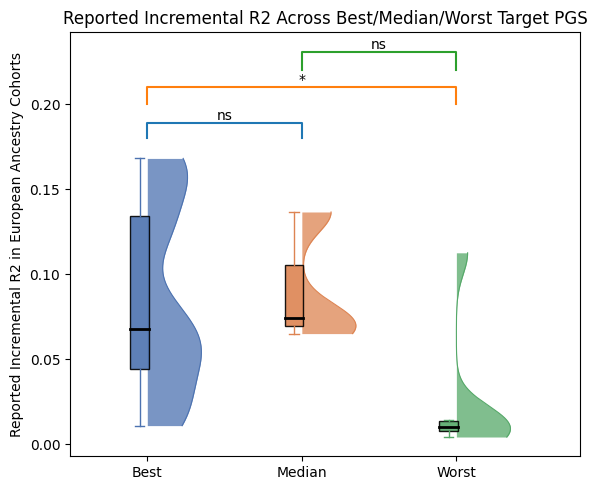 Reported Incremental R2 Across Best/Median/Worst Target PGS
Reported Incremental R2 in European Ancestry Cohorts
ns
*
ns
0.20
0.15
0.10
0.05
0.00
Best
Median
Worst